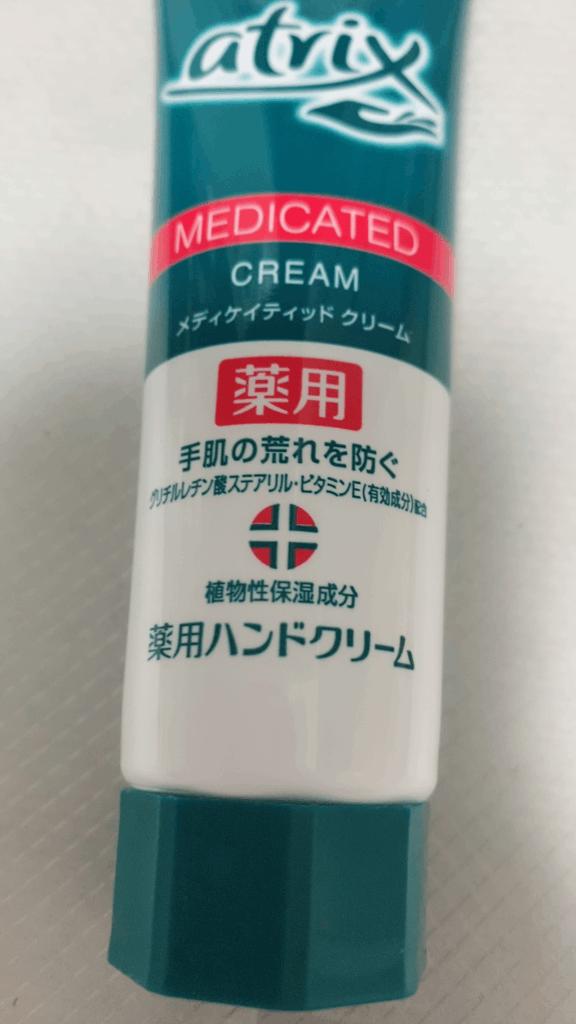 atrix
MEDICATED
CREAM
メディケイティッド クリーム
薬用
手肌の荒れを防ぐ
グリチルレチン酸ステアリル・ビタミンE(有効成分)配合
植物性保湿成分
薬用ハンドクリーム